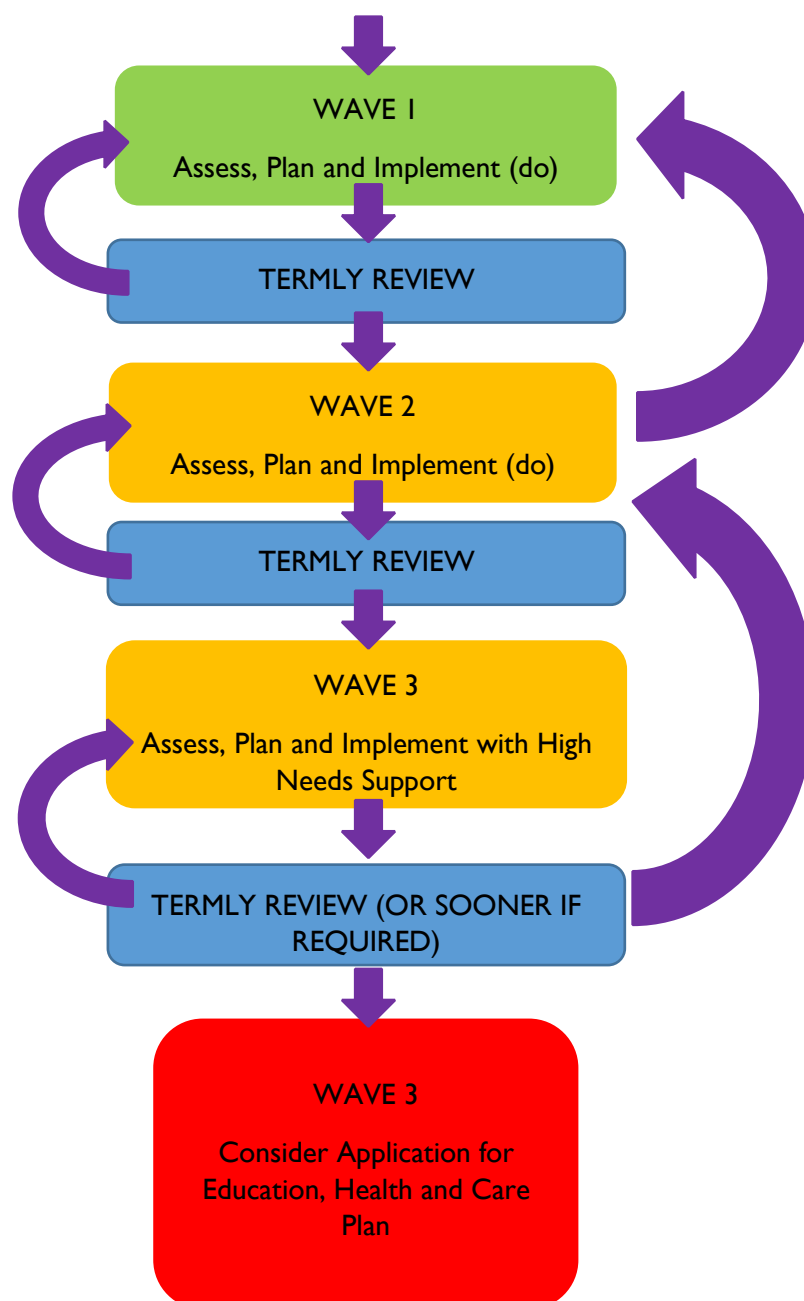 WAVE 1
Assess, Plan and Implement (do)
TERMLY REVIEW
WAVE 2
Assess, Plan and Implement (do)
TERMLY REVIEW
WAVE 3
Assess, Plan and Implement with High
Needs Support
TERMLY REVIEW (OR SOONER IF
REQUIRED)
WAVE 3
Consider Application for
Education, Health and Care
Plan